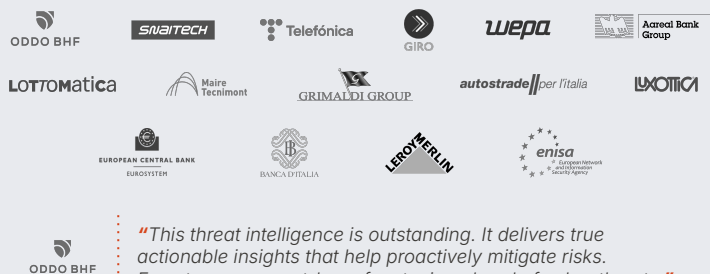 ODDO BHF
SNAITECH
Telefónica
GIRO
wepa
Aareal Bank
Group
LOTTOMATICA
Maire
Tecnimont
GRIMALDI GROUP
autostrade//per l'italia
LUXOTTICA
EUROPEAN CENTRAL BANK
EUROSYSTEM
BANCA D'ITALIA
LEROY MERLIN
enisa
European Network
and Information
Security Agency
ODDO BHF
“This threat intelligence is outstanding. It delivers true
actionable insights that help proactively mitigate risks.